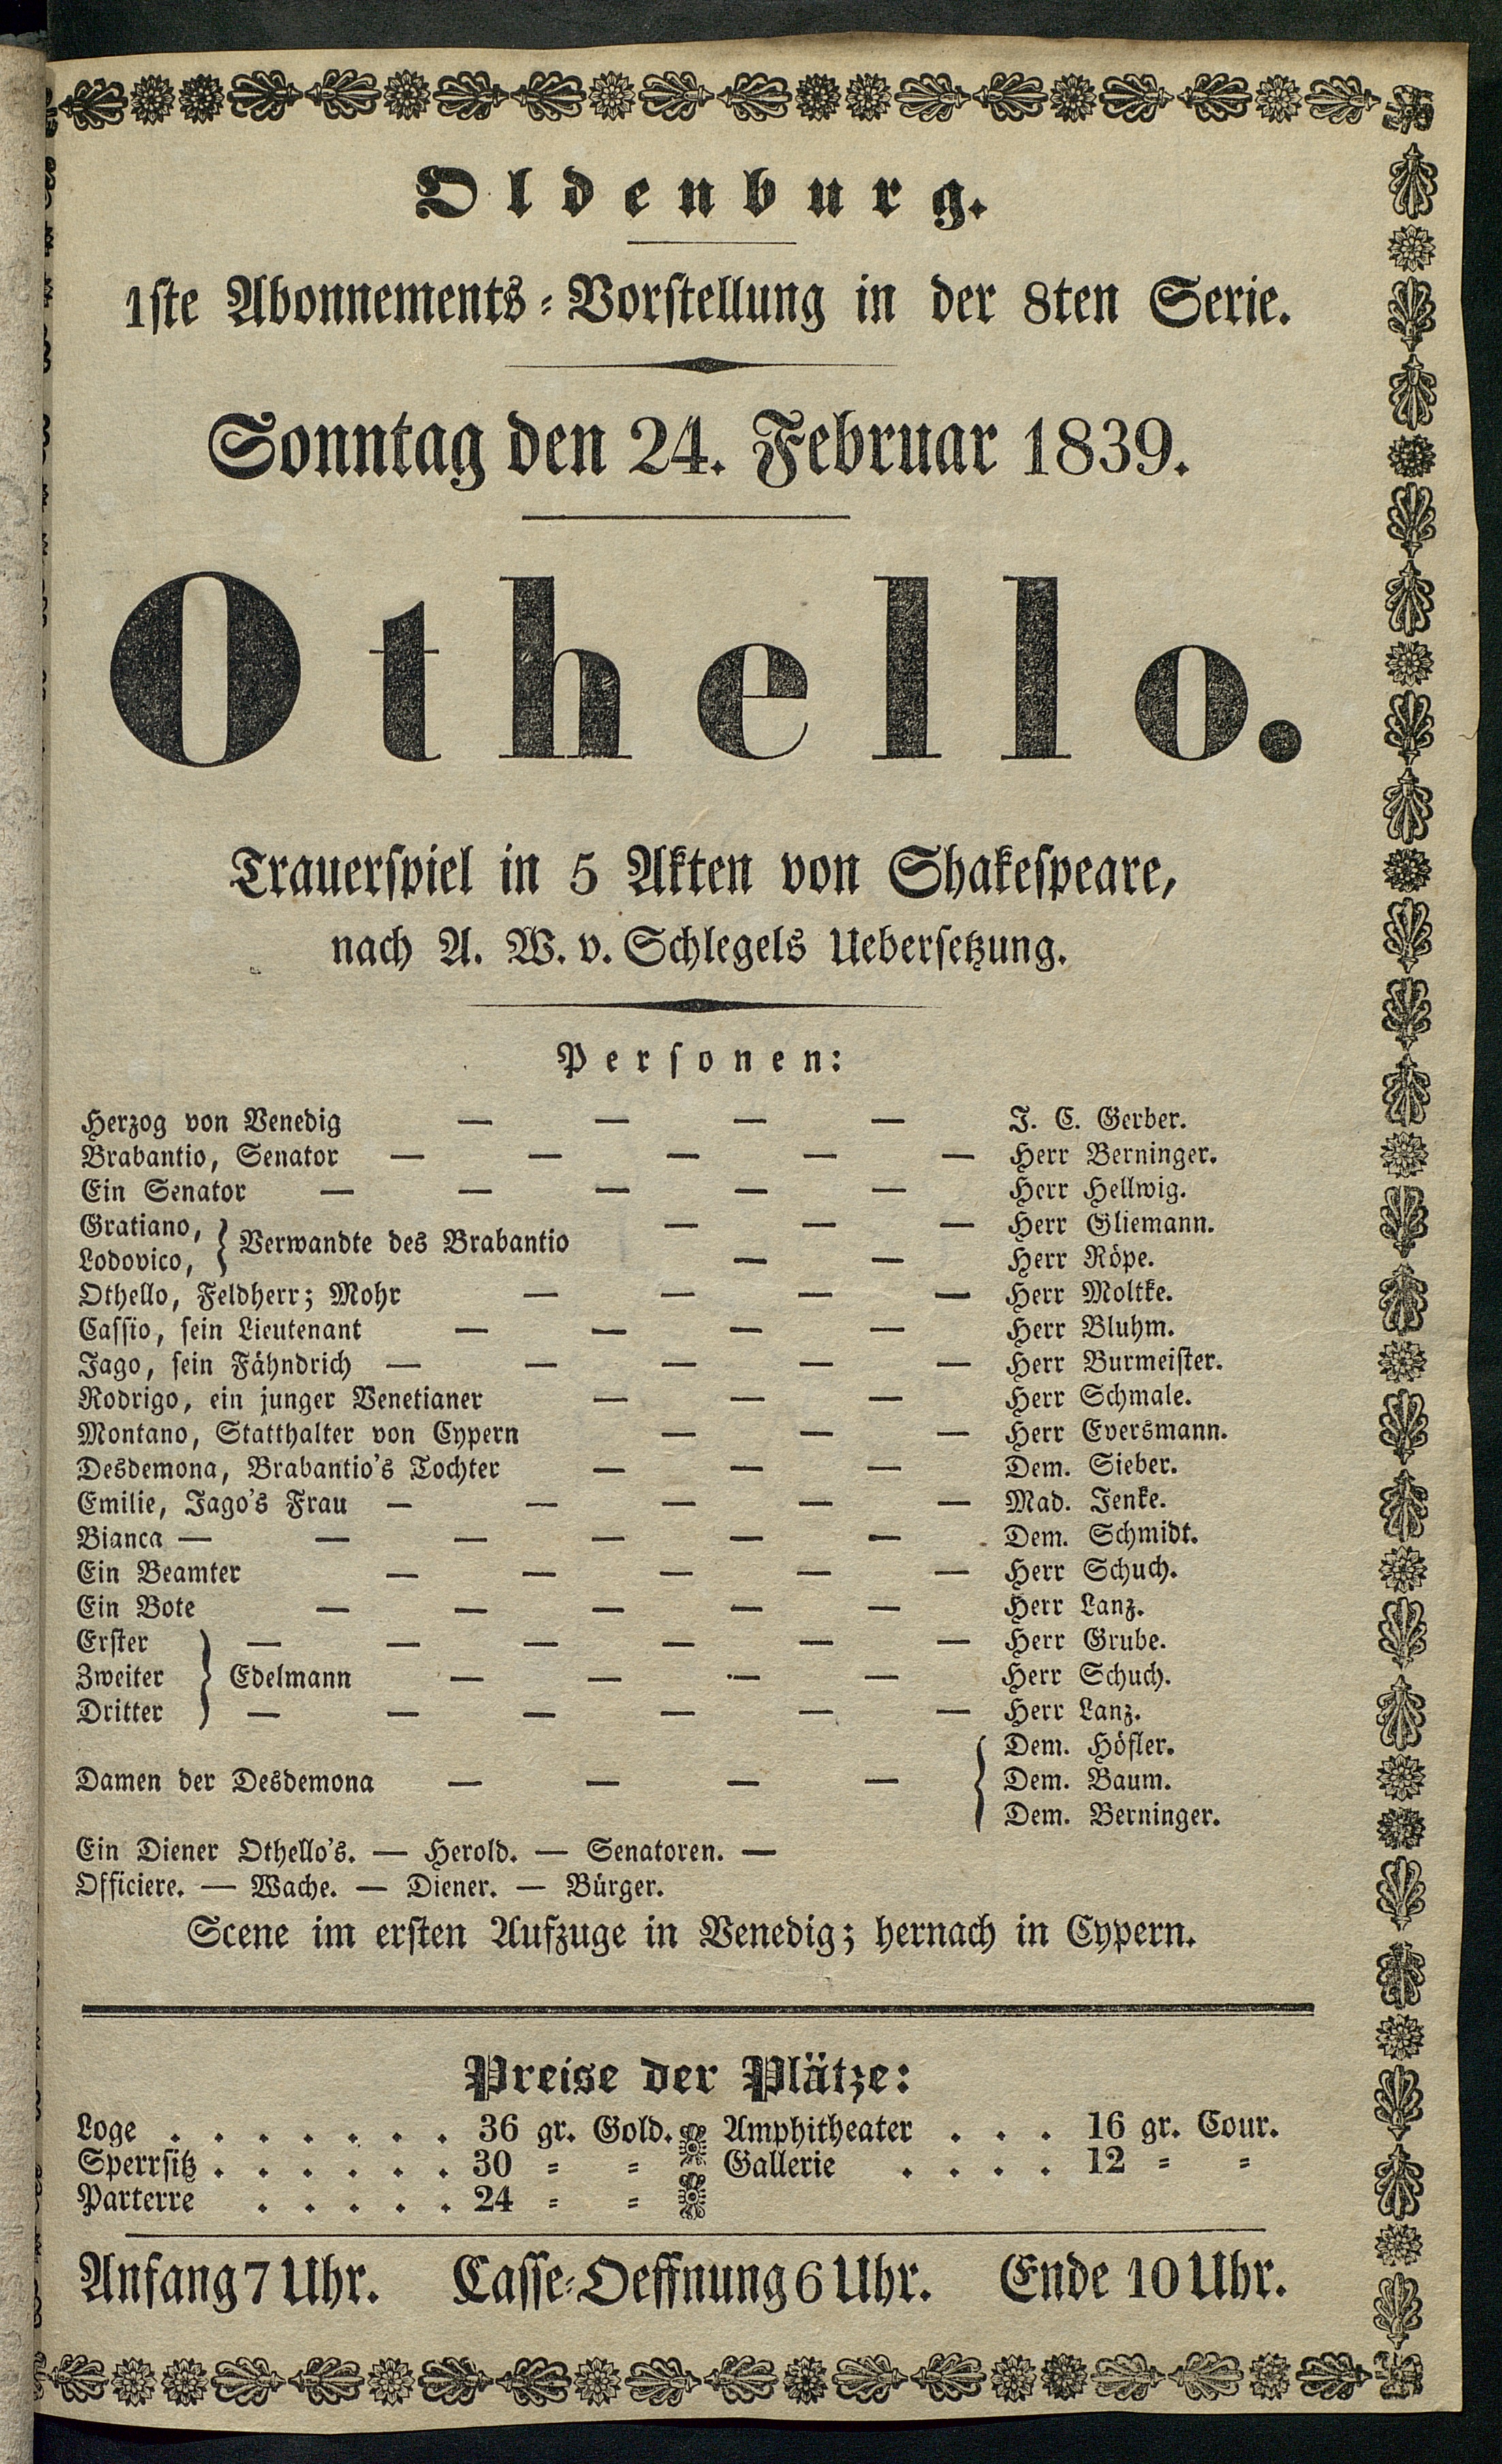 Oldenburg.
1ste Abonnements-Vorstellung in der 8ten Serie.
Sonntag den 24. Februar 1839.
Othello.
Trauerspiel in 5 Akten von Shakespeare,
nach A. W. v. Schlegels Uebersetzung.
Personen:
Herzog von Venedig — — — — J. C. Gerber.
Brabantio, Senator — — — — — Herr Berninger.
Ein Senator — — — — — Herr Hellwig.
Gratiano, — — — Herr Gliemann.
} Verwandte des Brabantio
Lodovico, — — Herr Röpe.
Othello, Feldherr; Mohr — — — — Herr Moltke.
Cassio, sein Lieutenant — — — — Herr Bluhm.
Jago, sein Fähndrich — — — — — Herr Burmeister.
Rodrigo, ein junger Venetianer — — — Herr Schmale.
Montano, Statthalter von Cypern — — — Herr Eversmann.
Desdemona, Brabantio's Tochter — — — Dem. Sieber.
Emilie, Jago's Frau — — — — — Mad. Jenke.
Bianca — — — — — — Dem. Schmidt.
Ein Beamter — — — — — Herr Schuch.
Ein Bote — — — — — Herr Lanz.
Erster — — — — — — Herr Grube.
Zweiter } Edelmann — — — — Herr Schuch.
Dritter — — — — — — Herr Lanz.
Dem. Höfler.
Damen der Desdemona — — — — { Dem. Baum.
Dem. Berninger.
Ein Diener Othello's. — Herold. — Senatoren. —
Officiere. — Wache. — Diener. — Bürger.
Scene im ersten Aufzuge in Venedig; hernach in Cypern.
Preise der Plätze:
Loge . . . . . . . 36 gr. Gold. Amphitheater . . . 16 gr. Cour.
Sperrsitz . . . . . . 30 = = Gallerie . . . . 12 = =
Parterre . . . . . 24 = =
Anfang 7 Uhr. Casse-Oeffnung 6 Uhr. Ende 10 Uhr.